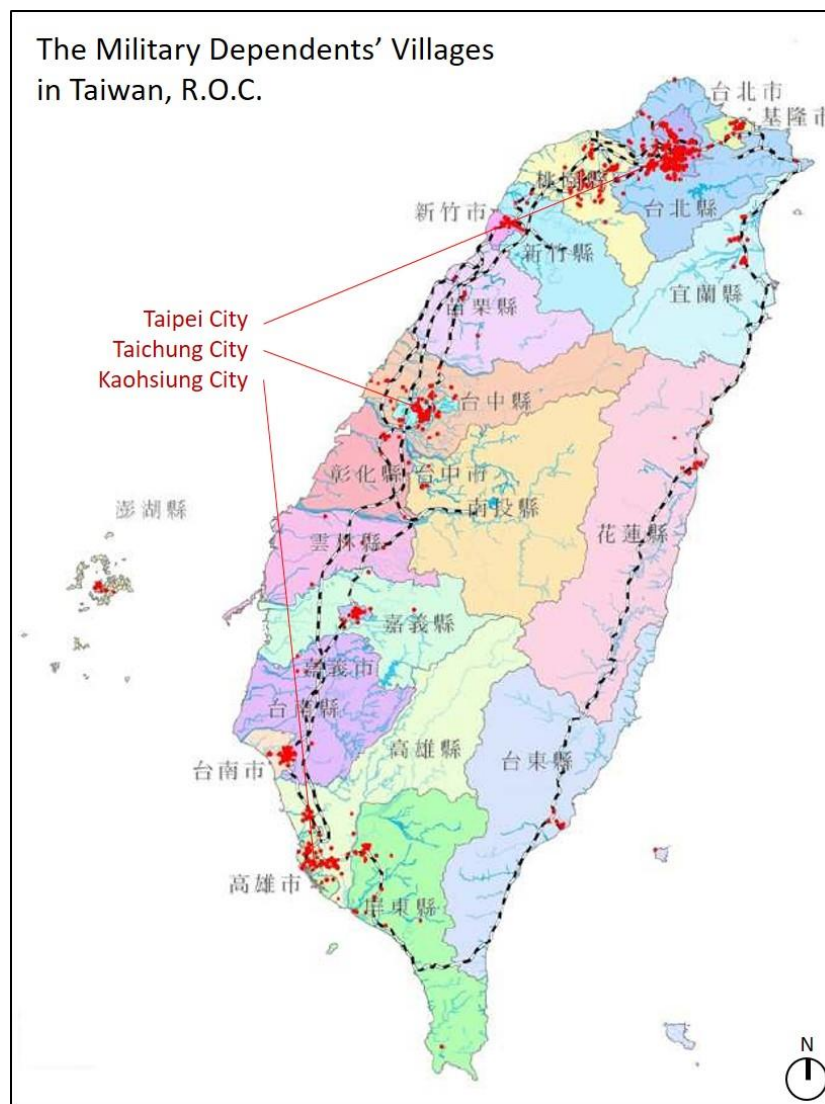 The Military Dependents' Villages
in Taiwan, R.O.C.
台北市
基隆市
桃園縣
台北縣
新竹市
新竹縣
宜蘭縣
苗栗縣
Taipei City
Taichung City
Kaohsiung City
台中縣
彰化縣
台中市
南投縣
澎湖縣
雲林縣
花蓮縣
嘉義縣
嘉義市
台南縣
高雄縣
台東縣
台南市
高雄市
屏東縣
N